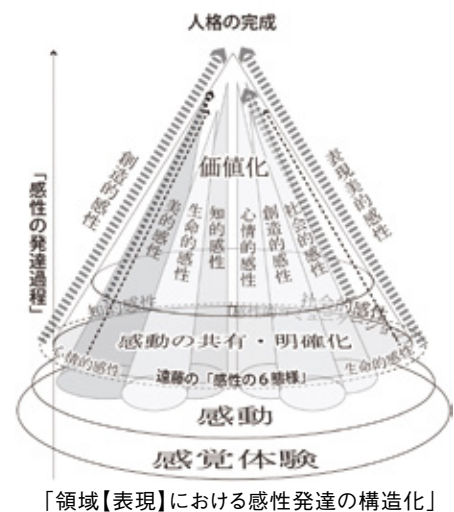 人格の完成
「感性の発達過程」
創造的感性
表現美的感性
価値化
美的感性
生命的感性
知的感性
心情的感性
創造的感性
社会的感性
知的感性
社会的感性
感動の共有・明確化
心情的感性
生命的感性
遠藤の「感性の6態様」
感動
感覚体験
「領域【表現】における感性発達の構造化」